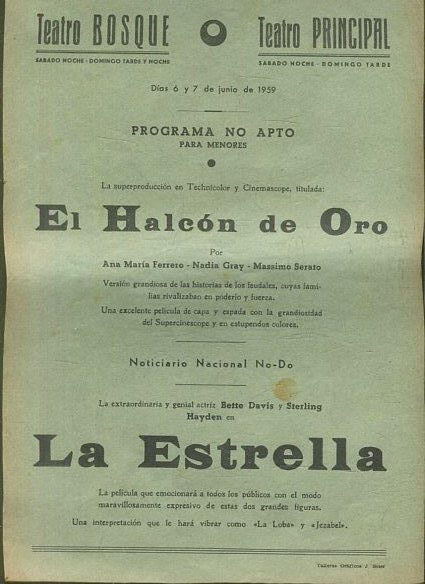 Teatro BOSQUE
SABADO NOCHE - DOMINGO TARDE Y NOCHE
Teatro PRINCIPAL
SABADO NOCHE - DOMINGO TARDE
Días 6 y 7 de junio de 1959
PROGRAMA NO APTO
PARA MENORES
La superproducción en Technicolor y Cinemascope, titulada:
El Halcón de Oro
Por
Ana María Ferrero - Nadia Gray - Massimo Serato
Versión grandiosa de las historias de los feudales, cuyas fami-
lias rivalizaban en poderío y fuerza.
Una excelente película de capa y espada con la grandiosidad
del Supercinescope y en estupendos colores.
Noticiario Nacional No-Do
La extraordinaria y genial actriz Bette Davis y Sterling
Hayden en
La Estrella
La película que emocionará a todos los públicos con el modo
maravillosamente expresivo de estas dos grandes figuras.
Una interpretación que le hará vibrar como «La Loba» y «Jezabel».
Talleres Gráficos J.